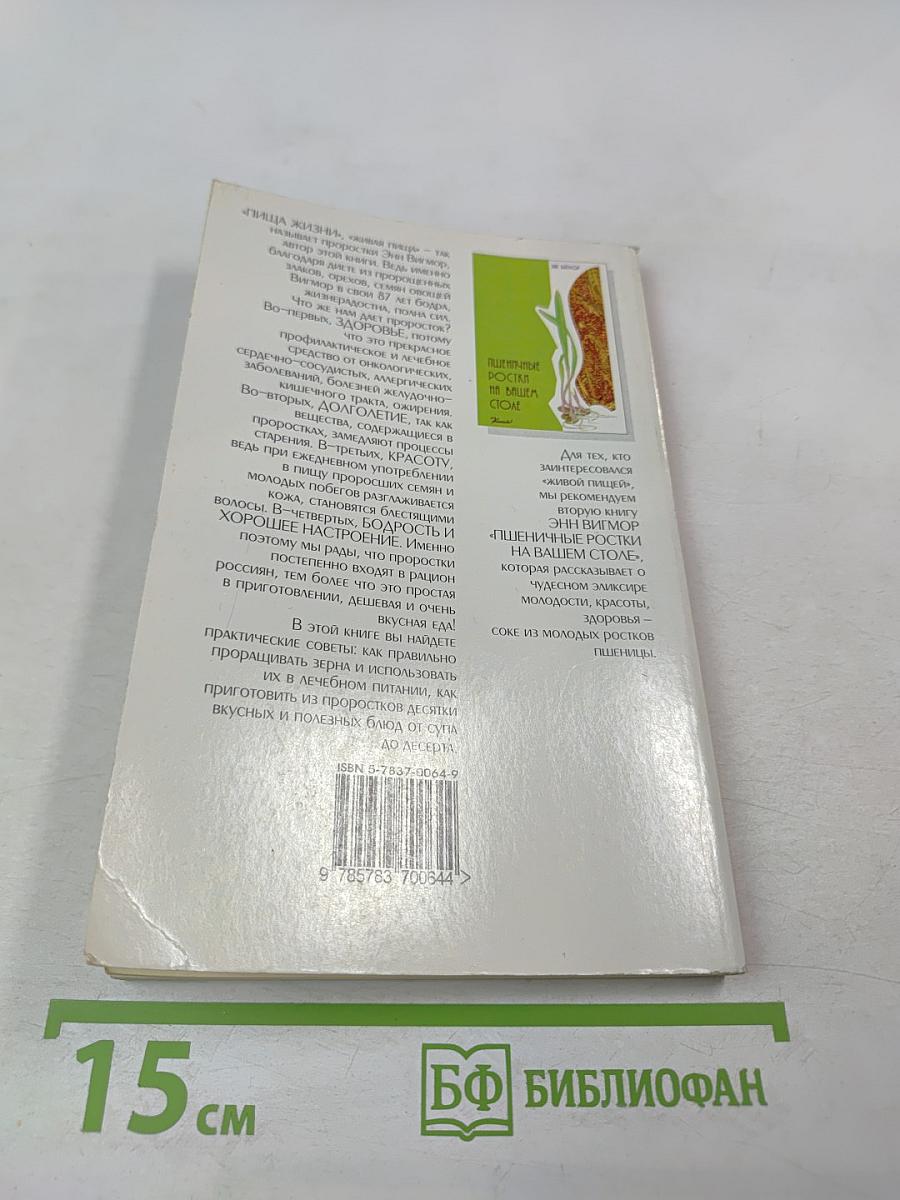 «ПИЩА ЖИЗНИ», «живая пища» – так
называет проростки Энн Вигмор,
автор этой книги. Ведь именно
благодаря диете из пророщенных
злаков, орехов, семян овощей
Вигмор в свои 87 лет бодра,
жизнерадостна, полна сил.
Что же нам дает проросток?
Во-первых, ЗДОРОВЬЕ, потому
что это прекрасное
профилактическое и лечебное
средство от онкологических,
сердечно-сосудистых, аллергических
заболеваний, болезней желудочно-
кишечного тракта, ожирения.
Во-вторых, ДОЛГОЛЕТИЕ, так как
вещества, содержащиеся в
проростках, замедляют процессы
старения. В-третьих, КРАСОТУ,
ведь при ежедневном употреблении
в пищу проросших семян и
молодых побегов разглаживается
кожа, становятся блестящими
волосы. В-четвертых, БОДРОСТЬ И
ХОРОШЕЕ НАСТРОЕНИЕ. Именно
поэтому мы рады, что проростки
постепенно входят в рацион
россиян, тем более что это простая
в приготовлении, дешевая и очень
вкусная еда!
В этой книге вы найдете
практические советы: как правильно
проращивать зерна и использовать
их в лечебном питании, как
приготовить из проростков десятки
вкусных и полезных блюд от супа
до десерта.
ISBN 5-7837-0064-9
9 785783 700644 >
ЭНН ВИГМОР
ПШЕНИЧНЫЕ
РОСТКИ
НА ВАШЕМ
СТОЛЕ
Для тех, кто
заинтересовался
«живой пищей»,
мы рекомендуем
вторую книгу
ЭНН ВИГМОР
«ПШЕНИЧНЫЕ РОСТКИ
НА ВАШЕМ СТОЛЕ»,
которая рассказывает о
чудесном эликсире
молодости, красоты,
здоровья –
соке из молодых ростков
пшеницы.
15 см
БФ БИБЛИОФАН